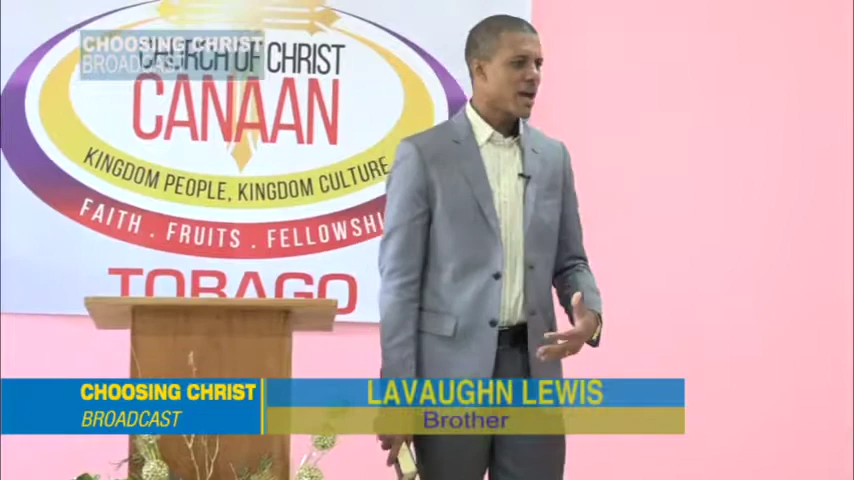 CHOOSING CHRIST
BROADCAST
CHURCH OF CHRIST
CANAAN
KINGDOM PEOPLE, KINGDOM CULTURE
FAITH . FRUITS . FELLOWSHI
TOBAGO
CHOOSING CHRIST
BROADCAST
LAVAUGHN LEWIS
Brother